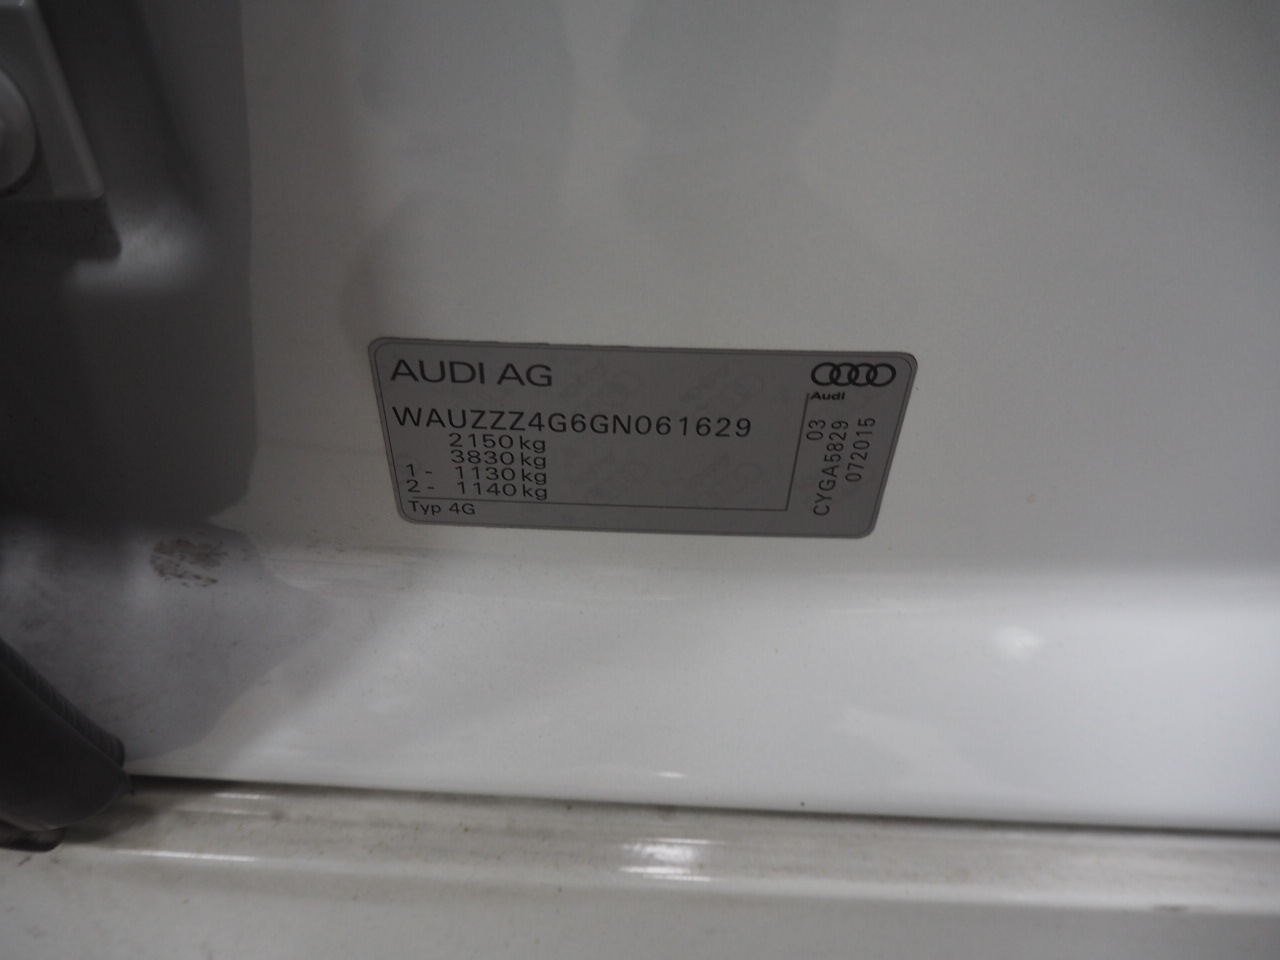 AUDI AG
Audi
WAUZZZ4G6GN061629
2150 kg
3830 kg
1 - 1130 kg
2 - 1140 kg
Typ 4G
03
CYGA5829
072015